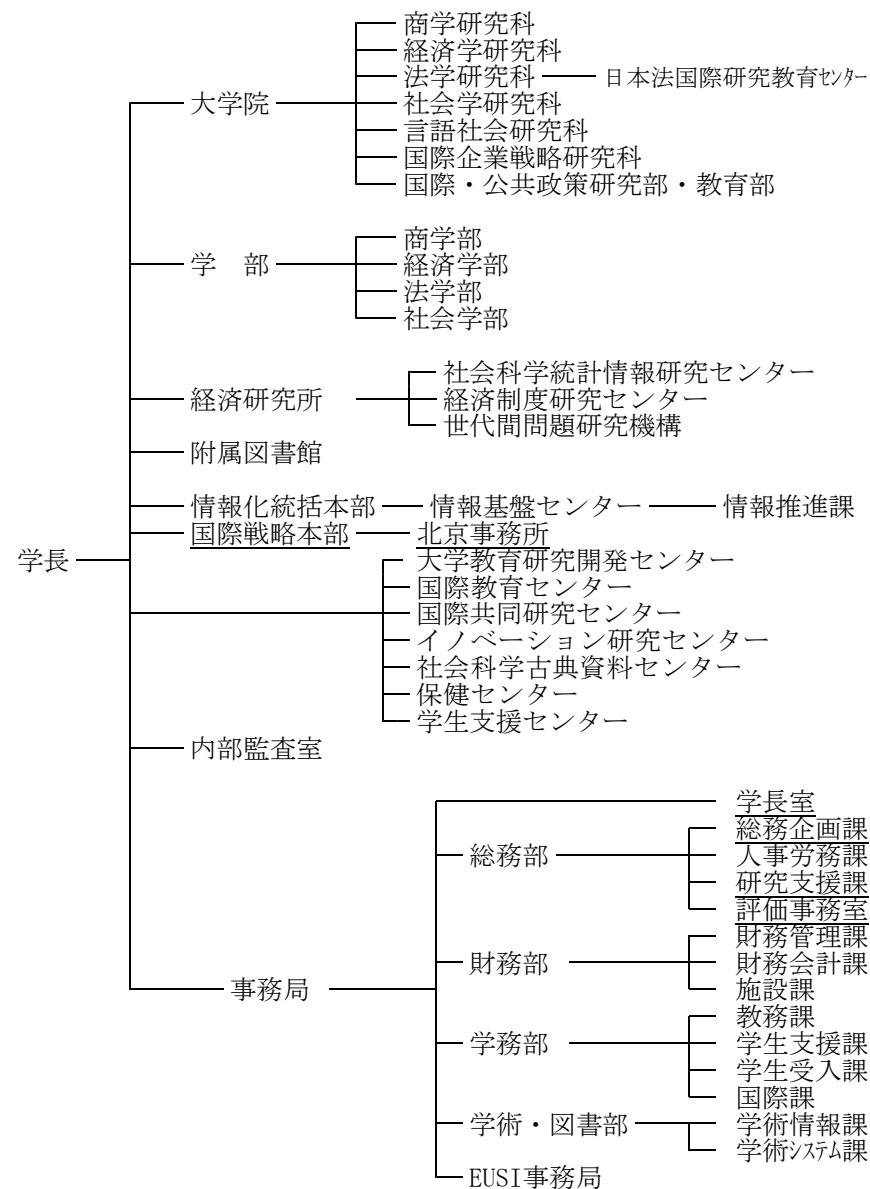 商学研究科
経済学研究科
法学研究科 日本法国際研究教育ｾﾝﾀｰ
大学院 社会学研究科
言語社会研究科
国際企業戦略研究科
国際・公共政策研究部・教育部
商学部
学　部 経済学部
法学部
社会学部
社会科学統計情報研究センター
経済研究所 経済制度研究センター
世代間問題研究機構
附属図書館
情報化統括本部 情報基盤センター 情報推進課
国際戦略本部 北京事務所
学長 大学教育研究開発センター
国際教育センター
国際共同研究センター
イノベーション研究センター
社会科学古典資料センター
保健センター
学生支援センター
内部監査室
学長室
総務企画課
総務部 人事労務課
研究支援課
評価事務室
財務管理課
財務部 財務会計課
事務局 施設課
教務課
学務部 学生支援課
学生受入課
国際課
学術・図書部 学術情報課
学術ｼｽﾃﾑ課
EUSI事務局